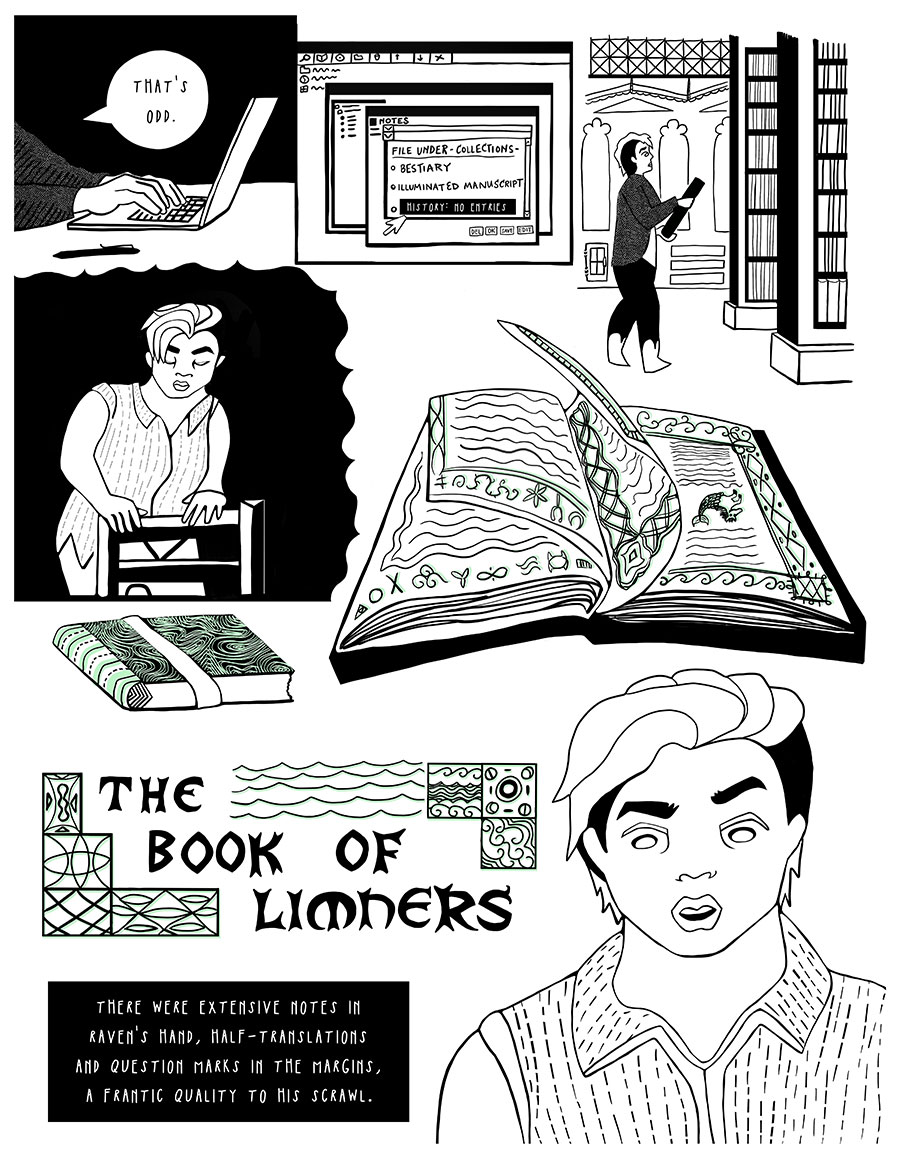 THAT'S
ODD.
NOTES
FILE UNDER-COLLECTIONS-
BESTIARY
ILLUMINATED MANUSCRIPT
HISTORY: NO ENTRIES
DEL OK SAVE EDIT
THE
BOOK OF
LIMNERS
THERE WERE EXTENSIVE NOTES IN
RAVEN'S HAND, HALF-TRANSLATIONS
AND QUESTION MARKS IN THE MARGINS,
A FRANTIC QUALITY TO HIS SCRAWL.